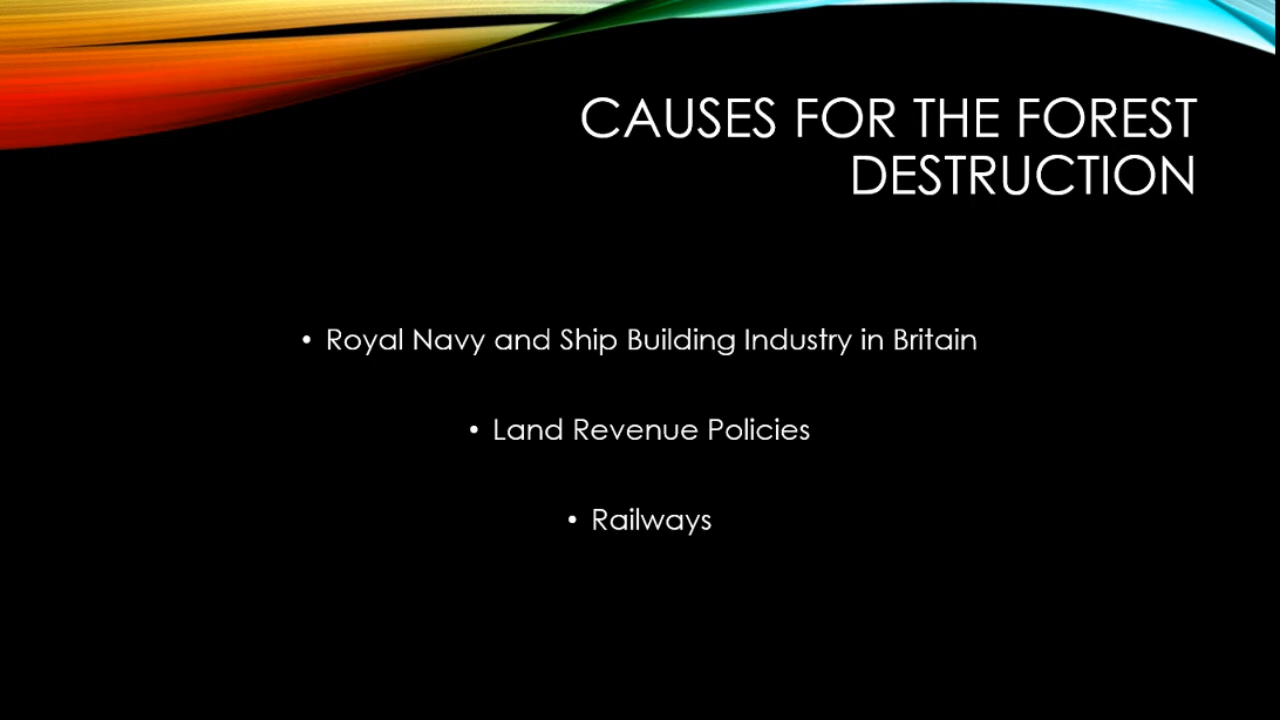 CAUSES FOR THE FOREST
DESTRUCTION
• Royal Navy and Ship Building Industry in Britain
• Land Revenue Policies
• Railways